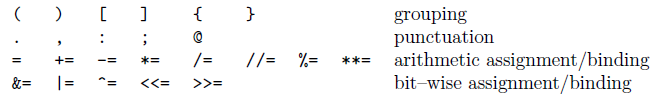 ( ) [ ] { } grouping
. , : ; @ punctuation
= += -= *= /= //= %= **= arithmetic assignment/binding
&= |= ^= <<= >>= bit–wise assignment/binding